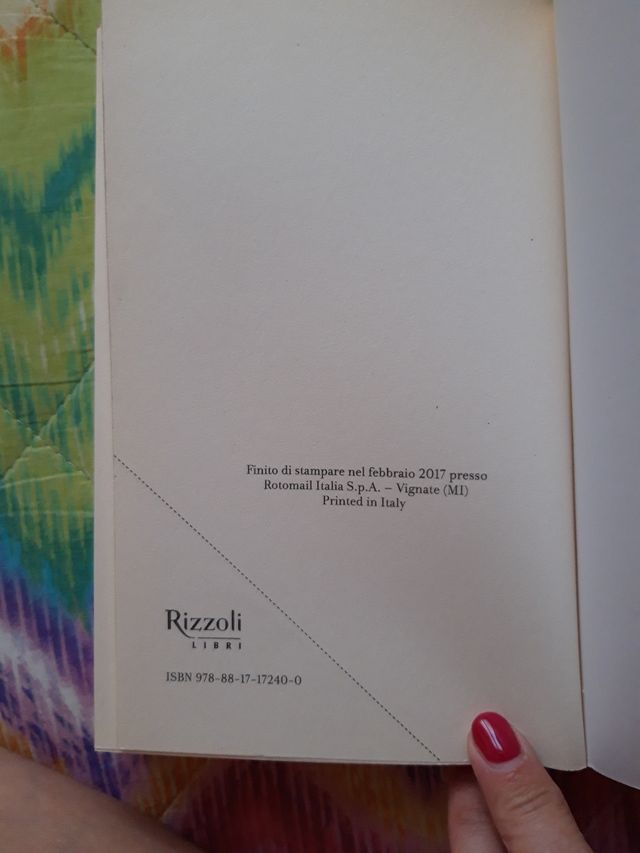 Finito di stampare nel febbraio 2017 presso
Rotomail Italia S.p.A. – Vignate (MI)
Printed in Italy
Rizzoli
LIBRI
ISBN 978-88-17-17240-0